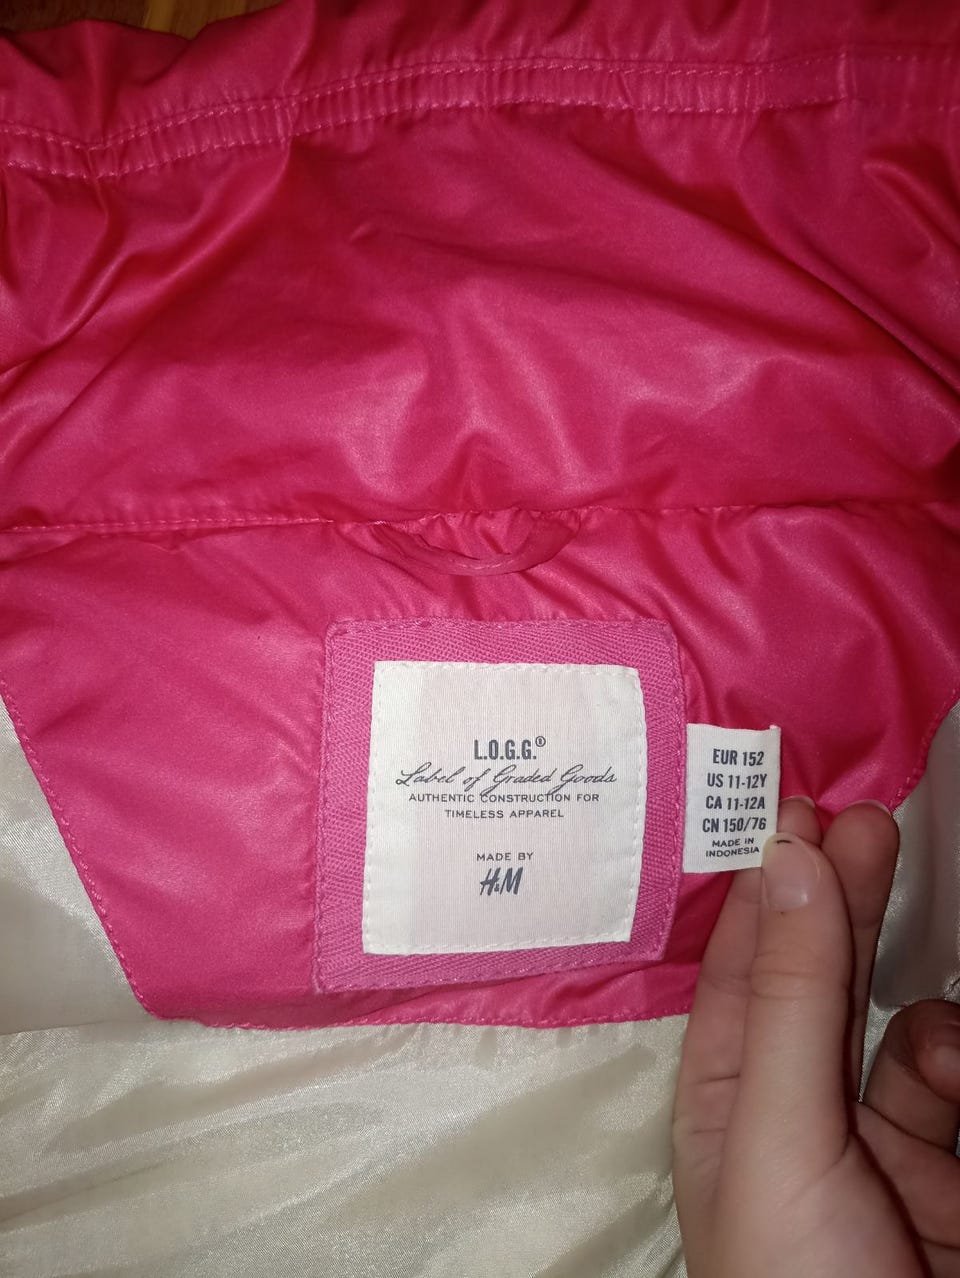 L.O.G.G.®
Label of Graded Goods
AUTHENTIC CONSTRUCTION FOR
TIMELESS APPAREL
MADE BY
H&M
EUR 152
US 11-12Y
CA 11-12A
CN 150/76
MADE IN
INDONESIA